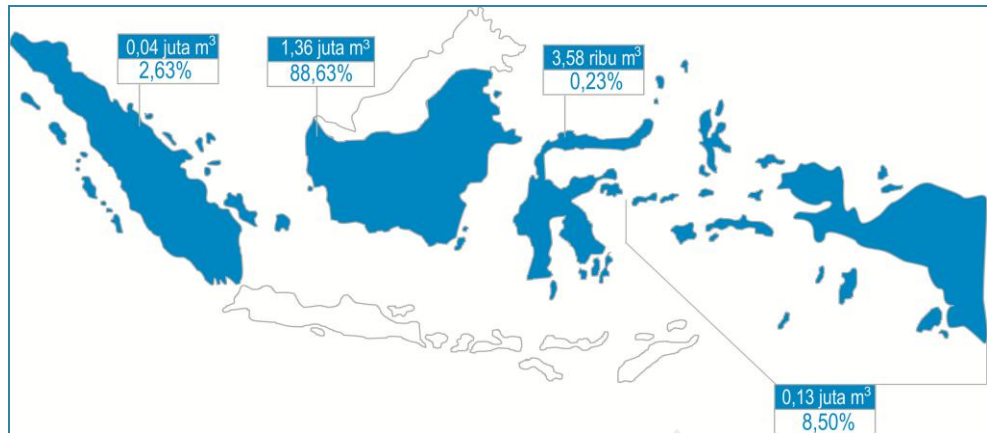 0,04 juta m³
2,63%
1,36 juta m³
88,63%
3,58 ribu m³
0,23%
0,13 juta m³
8,50%